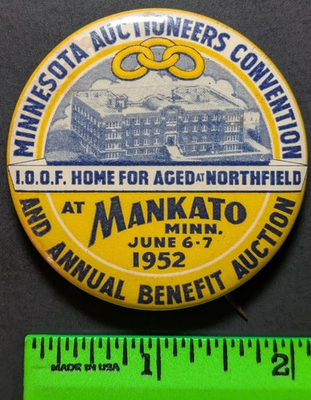 MINNESOTA AUCTIONEERS CONVENTION
I.O.O.F. HOME FOR AGED AT NORTHFIELD
AT MANKATO
MINN.
JUNE 6-7
1952
AND ANNUAL BENEFIT AUCTION
1 2
MADE IN USA